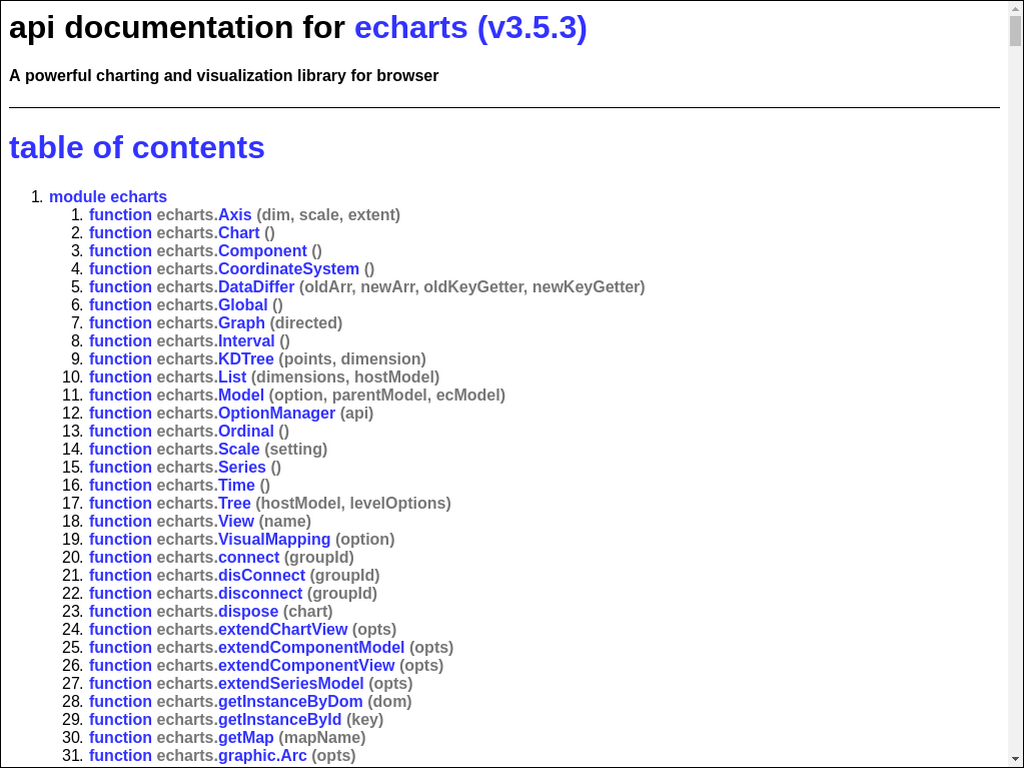 api documentation for echarts (v3.5.3)
A powerful charting and visualization library for browser
table of contents
1. module echarts
1. function echarts.Axis (dim, scale, extent)
2. function echarts.Chart ()
3. function echarts.Component ()
4. function echarts.CoordinateSystem ()
5. function echarts.DataDiffer (oldArr, newArr, oldKeyGetter, newKeyGetter)
6. function echarts.Global ()
7. function echarts.Graph (directed)
8. function echarts.Interval ()
9. function echarts.KDTree (points, dimension)
10. function echarts.List (dimensions, hostModel)
11. function echarts.Model (option, parentModel, ecModel)
12. function echarts.OptionManager (api)
13. function echarts.Ordinal ()
14. function echarts.Scale (setting)
15. function echarts.Series ()
16. function echarts.Time ()
17. function echarts.Tree (hostModel, levelOptions)
18. function echarts.View (name)
19. function echarts.VisualMapping (option)
20. function echarts.connect (groupId)
21. function echarts.disConnect (groupId)
22. function echarts.disconnect (groupId)
23. function echarts.dispose (chart)
24. function echarts.extendChartView (opts)
25. function echarts.extendComponentModel (opts)
26. function echarts.extendComponentView (opts)
27. function echarts.extendSeriesModel (opts)
28. function echarts.getInstanceByDom (dom)
29. function echarts.getInstanceById (key)
30. function echarts.getMap (mapName)
31. function echarts.graphic.Arc (opts)